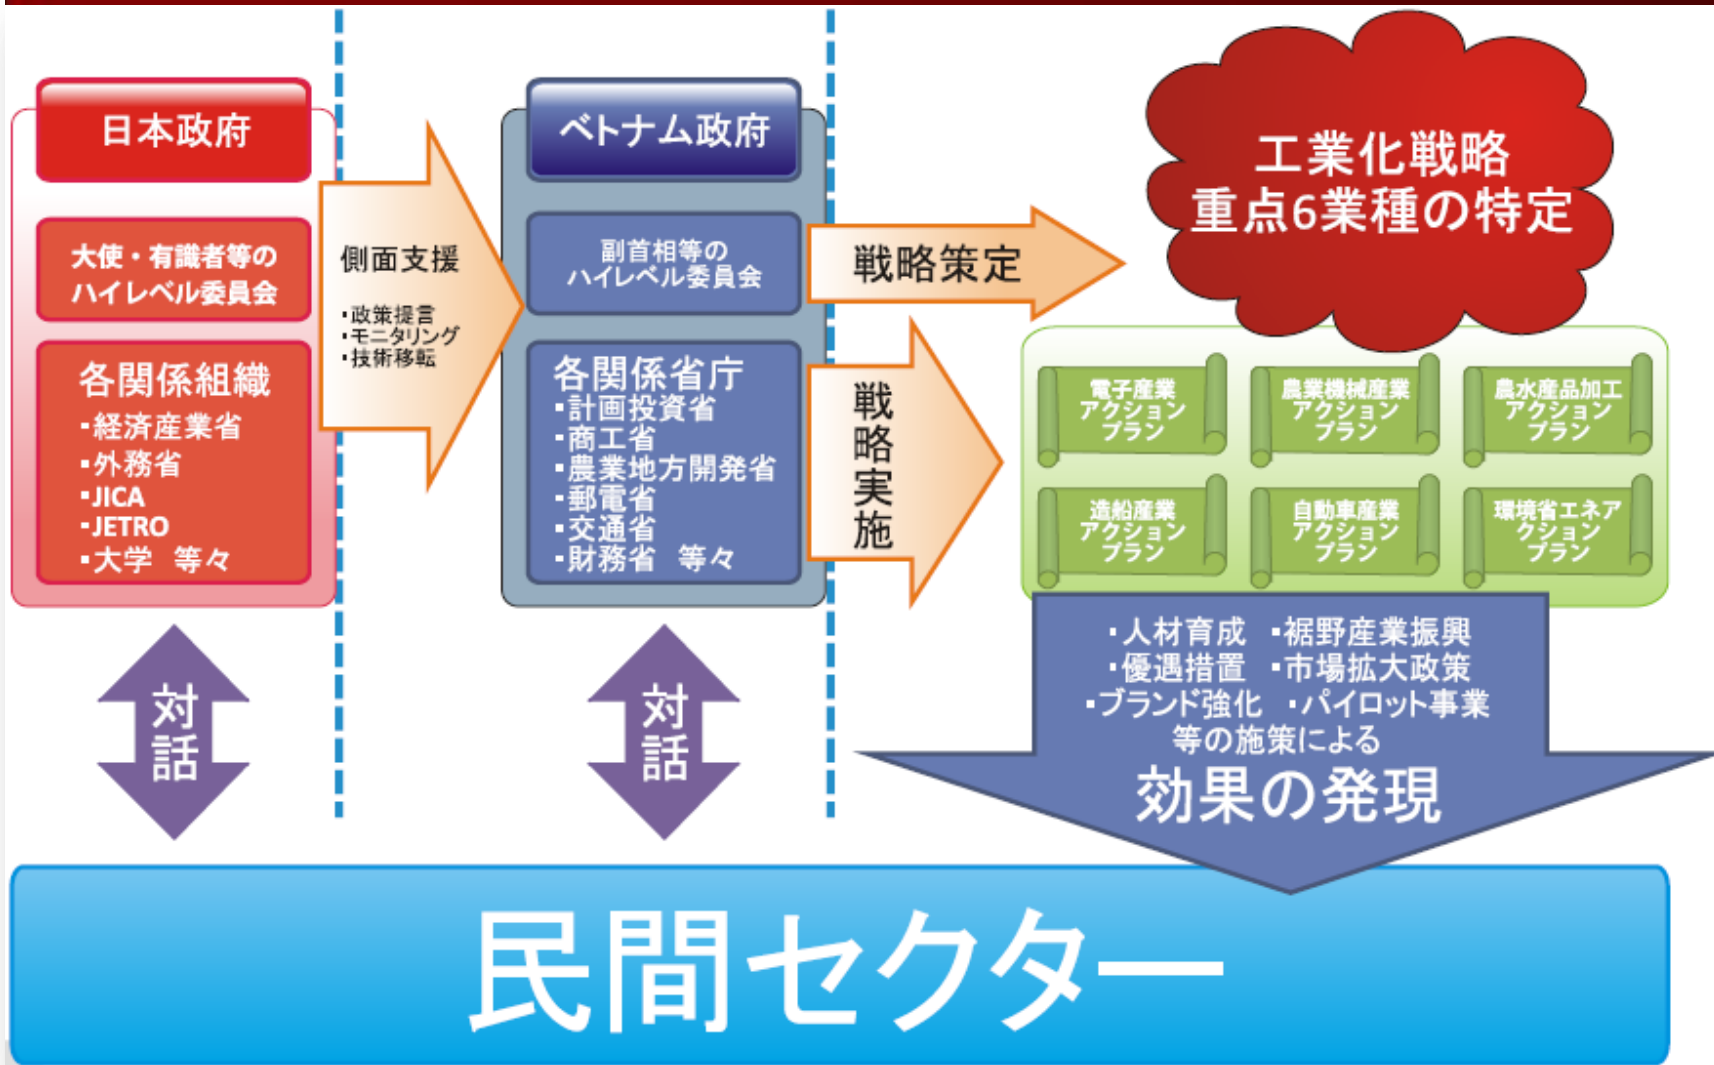 日本政府
大使・有識者等の
ハイレベル委員会
各関係組織
・経済産業省
・外務省
・JICA
・JETRO
・大学　等々
側面支援
・政策提言
・モニタリング
・技術移転
ベトナム政府
副首相等の
ハイレベル委員会
各関係省庁
・計画投資省
・商工省
・農業地方開発省
・郵電省
・交通省
・財務省　等々
戦略策定
戦略実施
工業化戦略
重点6業種の特定
電子産業
アクション
プラン
農業機械産業
アクション
プラン
農水産品加工
アクション
プラン
造船産業
アクション
プラン
自動車産業
アクション
プラン
環境省エネア
クション
プラン
・人材育成　・裾野産業振興
・優遇措置　・市場拡大政策
・ブランド強化　・パイロット事業
等の施策による
効果の発現
対話
対話
民間セクター